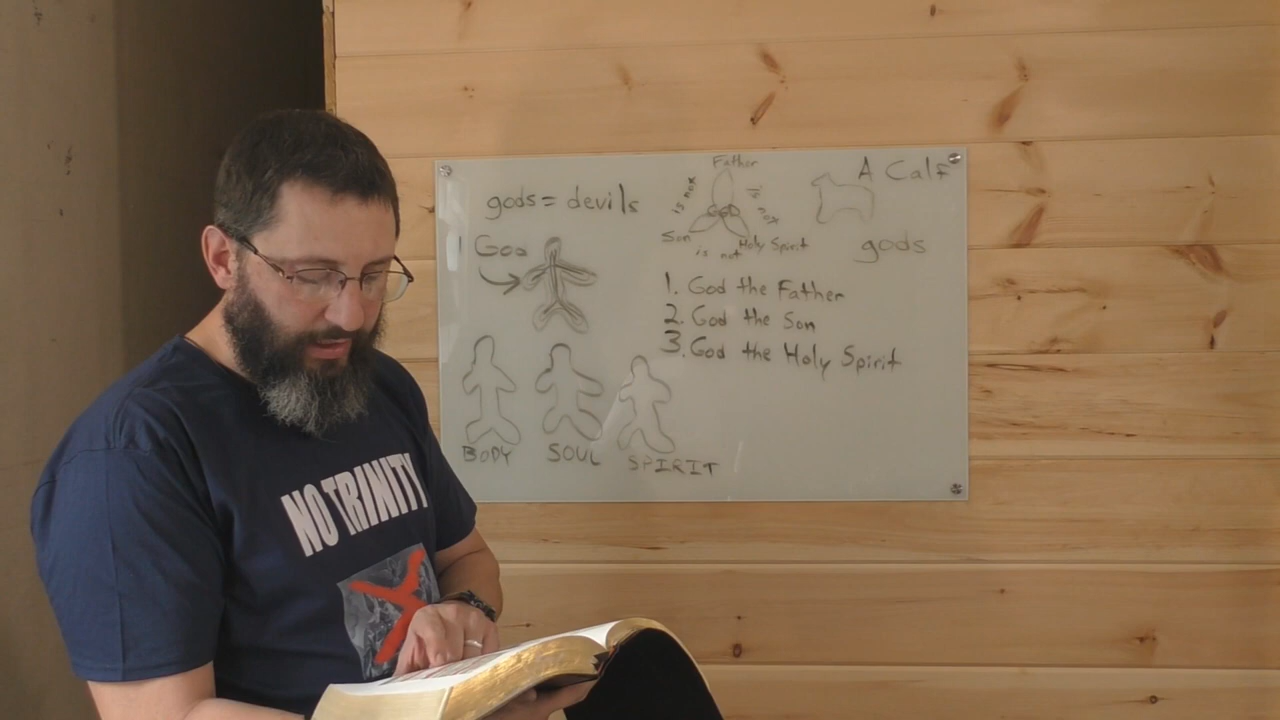 NO TRINITY
gods = devils
1 God
BODY SOUL SPIRIT
Father
is not
is not
God
Son
is not
Holy Spirit
1. God the Father
2. God the Son
3. God the Holy Spirit
A Calf
gods